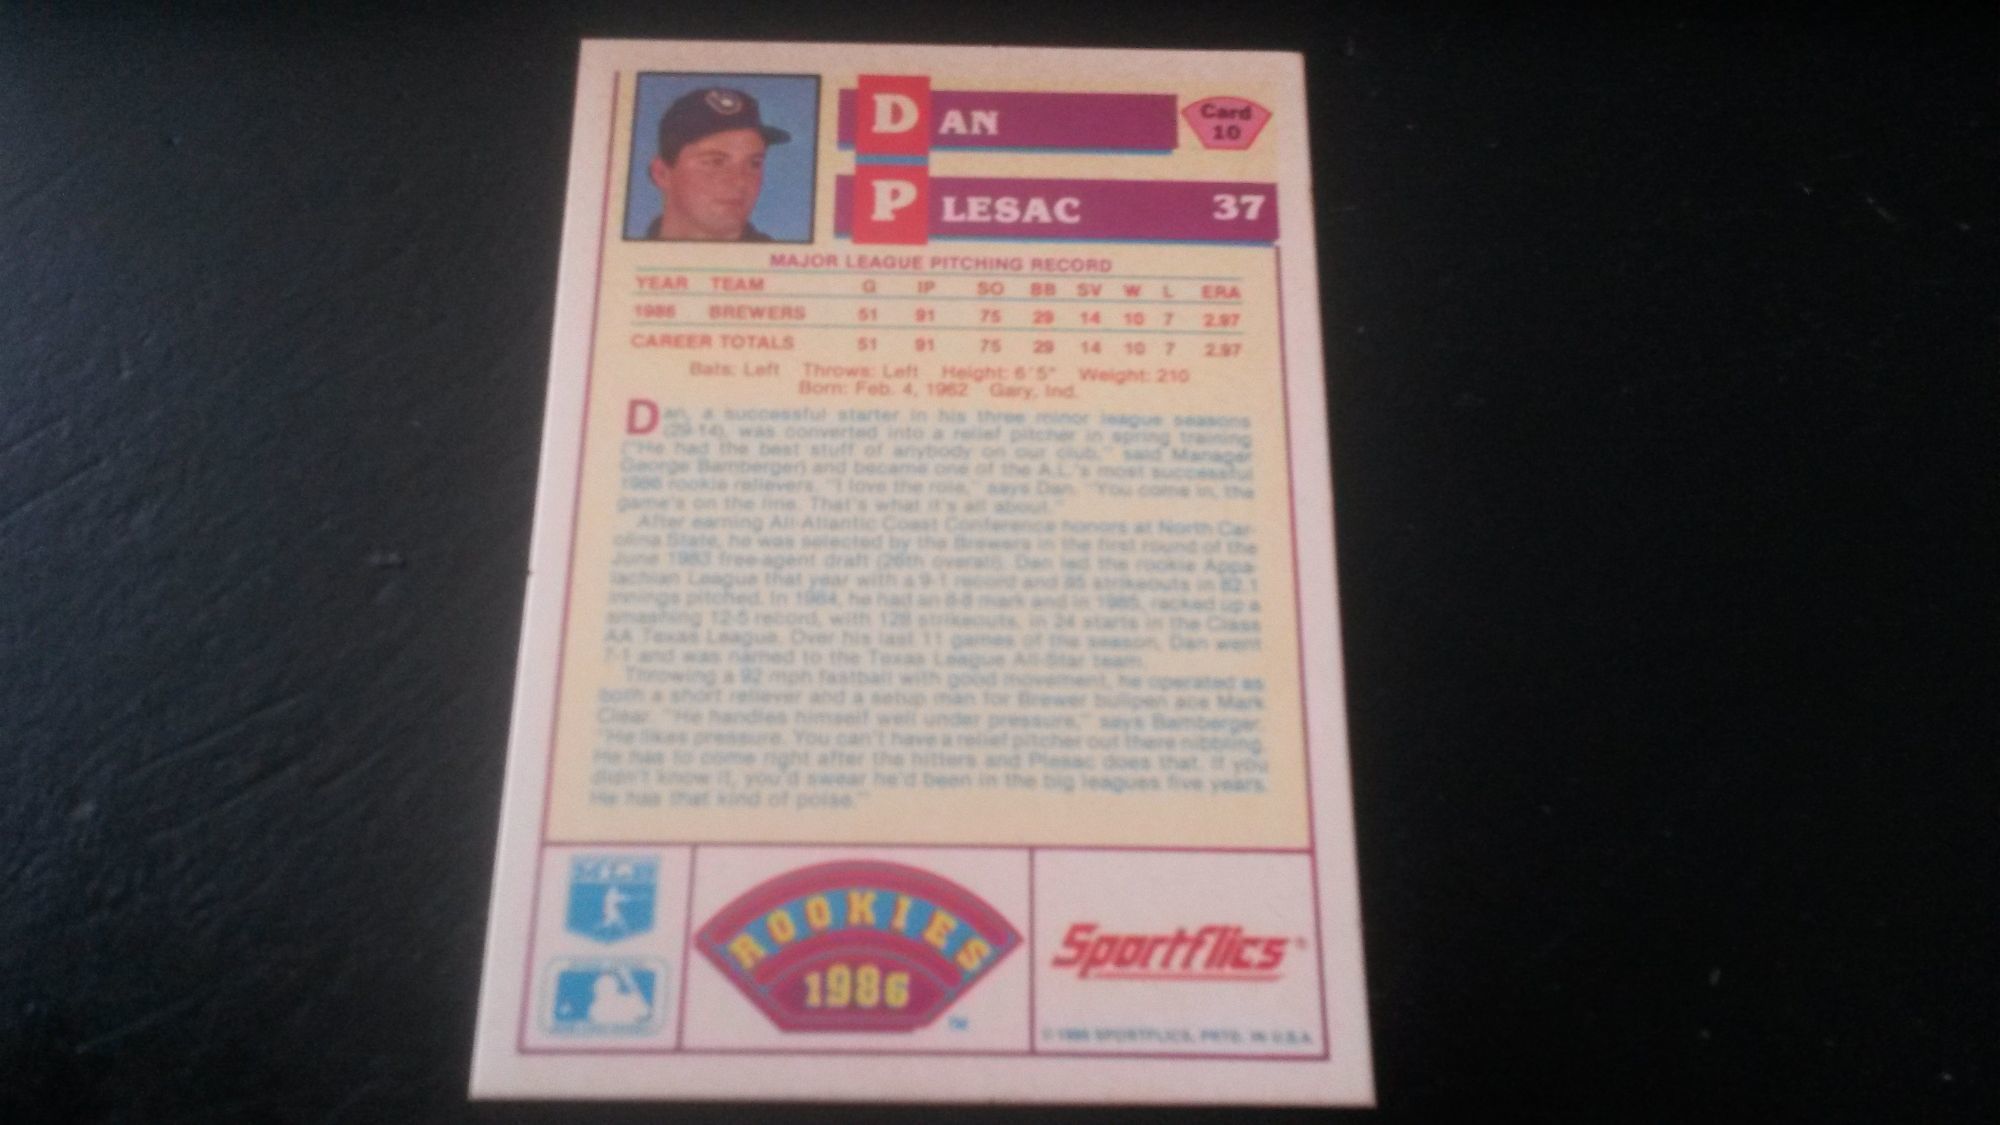 DAN
Card
10
PLESAC 37
MAJOR LEAGUE PITCHING RECORD
YEAR TEAM G IP SO BB SV W L ERA
1986 BREWERS 51 91 75 29 14 10 7 2.97
CAREER TOTALS 51 91 75 29 14 10 7 2.97
Bats: Left Throws: Left Height: 6'5" Weight: 210
Born: Feb. 4, 1962 Gary, Ind.
Dan, a successful starter in his three minor league seasons
(29-14), was converted into a relief pitcher in spring training
("He had the best stuff of anybody on our club," said Manager
George Bamberger) and became one of the A.L.'s most successful
1986 rookie relievers. "I love the role," says Dan. "You come in, the
game's on the line. That's what it's all about."
After earning All-Atlantic Coast Conference honors at North Car-
olina State, he was selected by the Brewers in the first round of the
June 1983 free-agent draft (26th overall). Dan led the rookie Appa-
lachian League that year with a 9-1 record and 85 strikeouts in 82.1
innings pitched. In 1984, he had an 8-8 mark and in 1985, racked up a
smashing 12-5 record, with 128 strikeouts, in 24 starts in the Class
AA Texas League. Over his last 11 games of the season, Dan went
7-1 and was named to the Texas League All-Star team.
Throwing a 92 mph fastball with good movement, he operated as
both a short reliever and a setup man for Brewer bullpen ace Mark
Clear. "He handles himself well under pressure," says Bamberger.
"He likes pressure. You can't have a relief pitcher out there nibbling.
He has to come right after the hitters and Plesac does that. If you
didn't know it, you'd swear he'd been in the big leagues five years.
He has that kind of poise."
ROOKIES
1986
TM
Sportflics®
©1986 SPORTFLICS, PRTD. IN U.S.A.